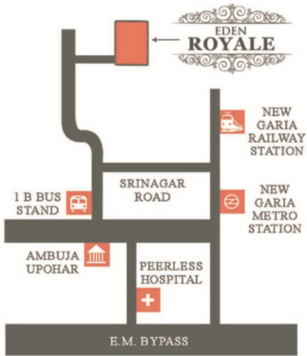 EDEN
ROYALE
NEW
GARIA
RAILWAY
STATION
SRINAGAR
ROAD
1 B BUS
STAND
NEW
GARIA
METRO
STATION
AMBUJA
UPOHAR
PEERLESS
HOSPITAL
E.M. BYPASS